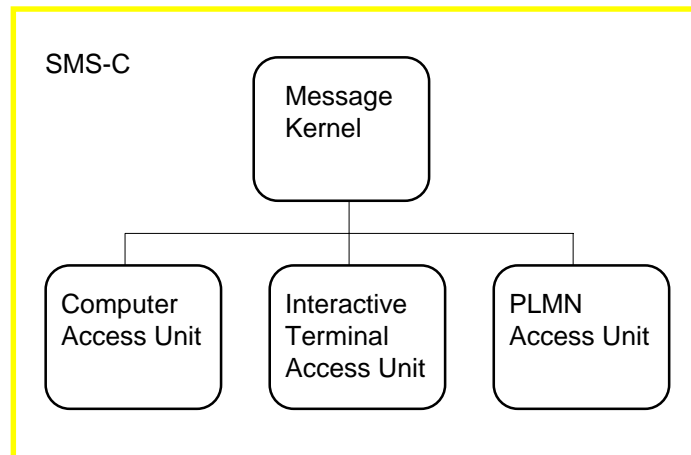 SMS-C
Message
Kernel
Computer
Access Unit
Interactive
Terminal
Access Unit
PLMN
Access Unit